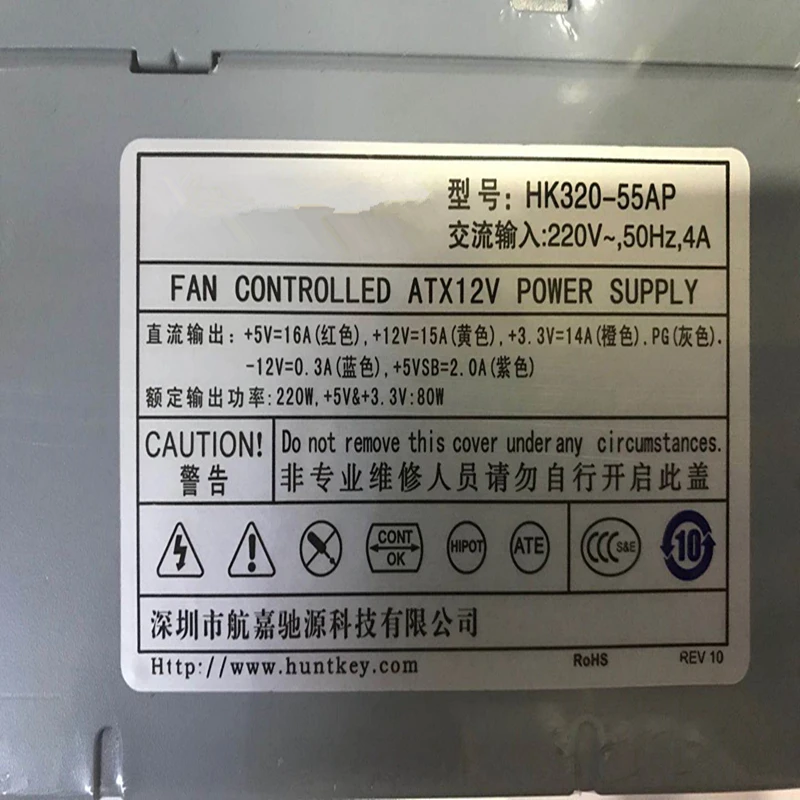 型号: HK320-55AP
交流输入:220V~,50Hz,4A
FAN CONTROLLED ATX12V POWER SUPPLY
直流输出: +5V=16A(红色),+12V=15A(黄色),+3.3V=14A(橙色).PG(灰色).
-12V=0.3A(蓝色),+5VSB=2.0A(紫色)
额定输出功率:220W,+5V&+3.3V:80W
CAUTION! Do not remove this cover under any circumstances.
警告 非专业维修人员请勿自行开启此盖
CONT OK HIPOT ATE CCC S&E 10
深圳市航嘉驰源科技有限公司
Http://www.huntkey.com RoHS REV 10